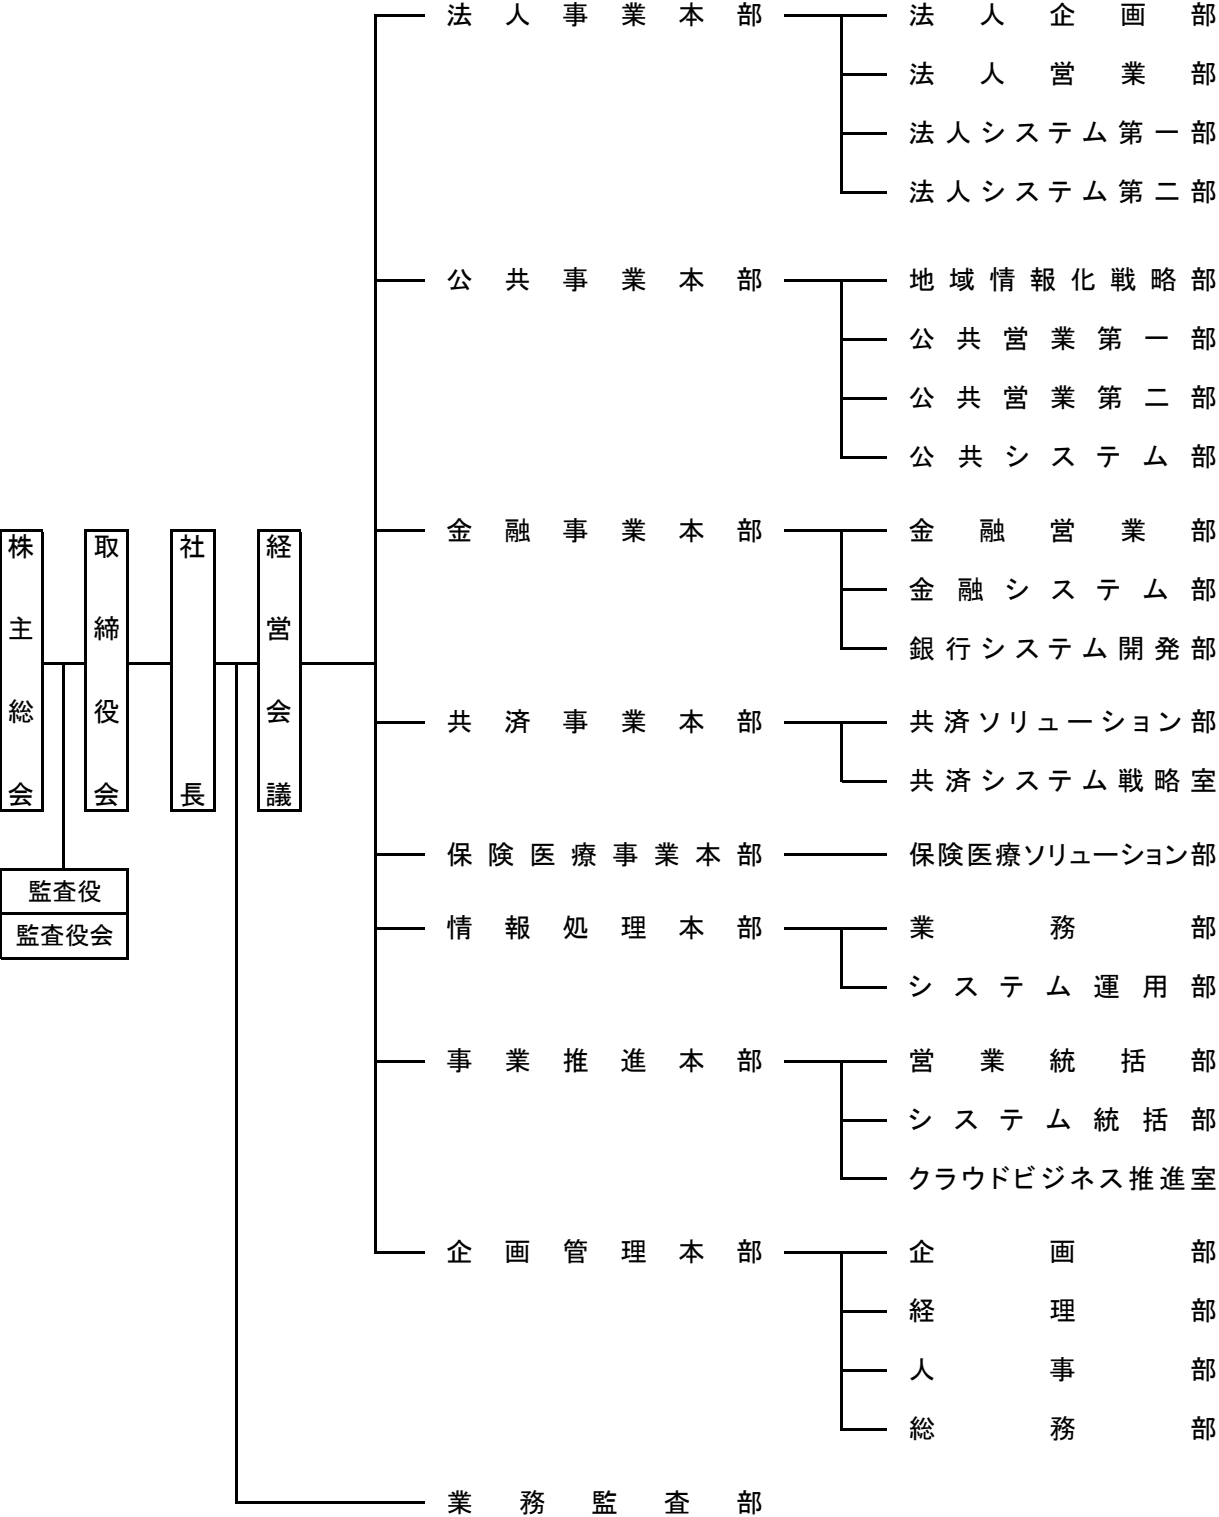 株主総会
取締役会
社長
経営会議
監査役
監査役会
法人事業本部
法人企画部
法人営業部
法人システム第一部
法人システム第二部
公共事業本部
地域情報化戦略部
公共営業第一部
公共営業第二部
公共システム部
金融事業本部
金融営業部
金融システム部
銀行システム開発部
共済事業本部
共済ソリューション部
共済システム戦略室
保険医療事業本部
保険医療ソリューション部
情報処理本部
業務部
システム運用部
事業推進本部
営業統括部
システム統括部
クラウドビジネス推進室
企画管理本部
企画部
経理部
人事部
総務部
業務監査部